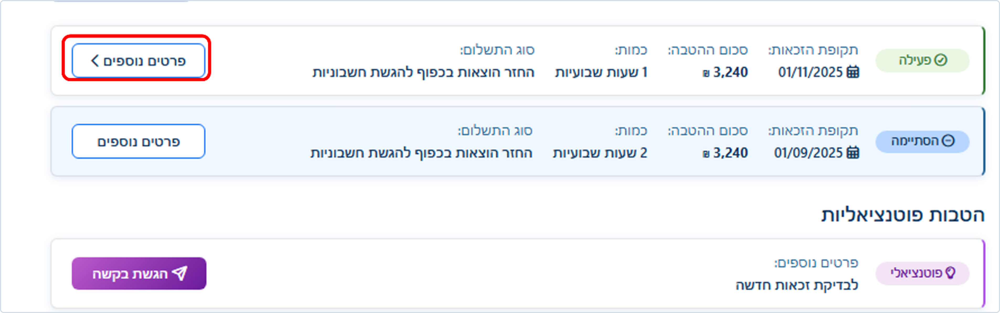 פעילה
תקופת הזכאות:
01/11/2025
סכום ההטבה:
3,240 ₪
כמות:
1 שעות שבועיות
סוג התשלום:
החזר הוצאות בכפוף להגשת חשבוניות
פרטים נוספים
הסתיימה
תקופת הזכאות:
01/09/2025
סכום ההטבה:
3,240 ₪
כמות:
2 שעות שבועיות
סוג התשלום:
החזר הוצאות בכפוף להגשת חשבוניות
פרטים נוספים
הטבות פוטנציאליות
פוטנציאלי
פרטים נוספים:
לבדיקת זכאות חדשה
הגשת בקשה